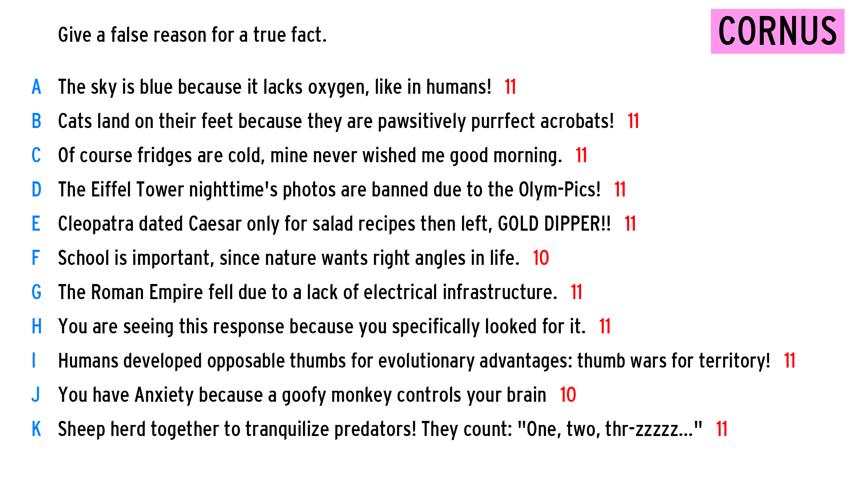 Give a false reason for a true fact.
CORNUS
A The sky is blue because it lacks oxygen, like in humans! 11
B Cats land on their feet because they are pawsitively purrfect acrobats! 11
C Of course fridges are cold, mine never wished me good morning. 11
D The Eiffel Tower nighttime's photos are banned due to the Olym-Pics! 11
E Cleopatra dated Caesar only for salad recipes then left, GOLD DIPPER!! 11
F School is important, since nature wants right angles in life. 10
G The Roman Empire fell due to a lack of electrical infrastructure. 11
H You are seeing this response because you specifically looked for it. 11
I Humans developed opposable thumbs for evolutionary advantages: thumb wars for territory! 11
J You have Anxiety because a goofy monkey controls your brain 10
K Sheep herd together to tranquilize predators! They count: "One, two, thr-zzzzz..." 11